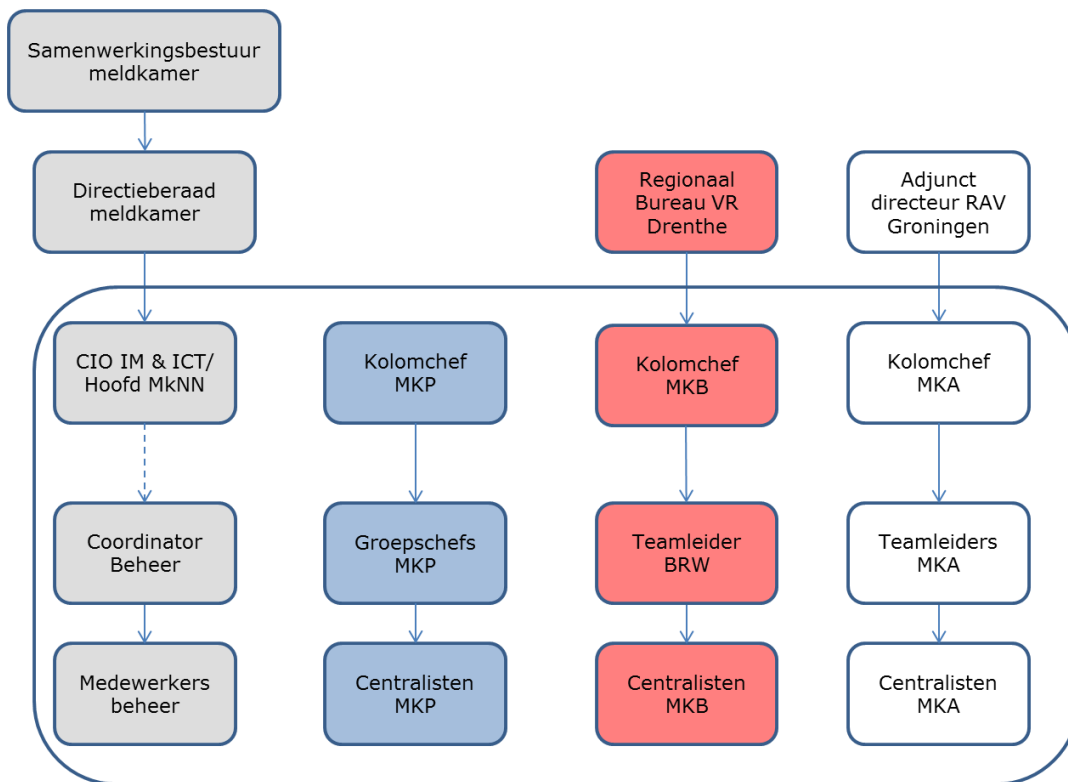 Samenwerkingsbestuur
meldkamer
Directieberaad
meldkamer
Regionaal
Bureau VR
Drenthe
Adjunct
directeur RAV
Groningen
CIO IM & ICT/
Hoofd MkNN
Kolomchef
MKP
Kolomchef
MKB
Kolomchef
MKA
Coordinator
Beheer
Groepschefs
MKP
Teamleider
BRW
Teamleiders
MKA
Medewerkers
beheer
Centralisten
MKP
Centralisten
MKB
Centralisten
MKA